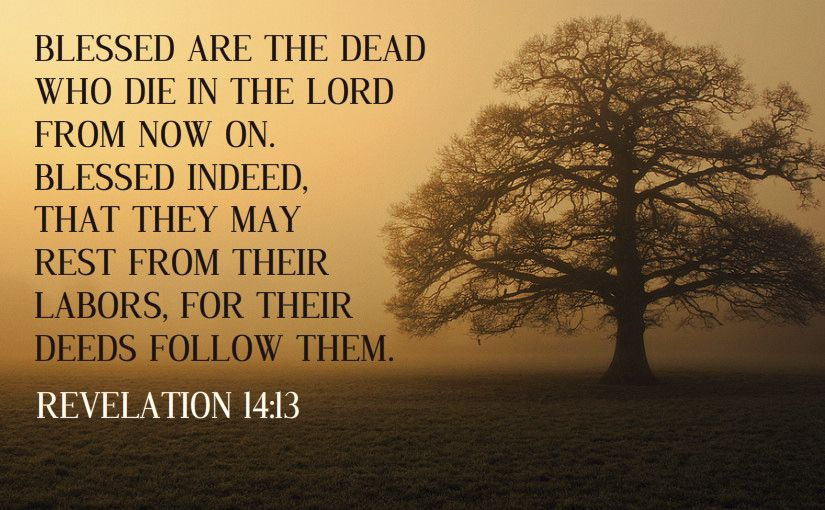 BLESSED ARE THE DEAD
WHO DIE IN THE LORD
FROM NOW ON.
BLESSED INDEED,
THAT THEY MAY
REST FROM THEIR
LABORS, FOR THEIR
DEEDS FOLLOW THEM.
REVELATION 14:13